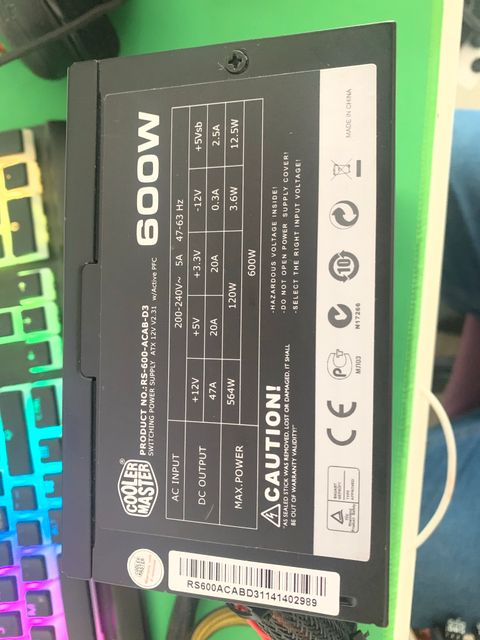 COOLER
MASTER
PRODUCT NO.:RS-600-ACAB-D3
SWITCHING POWER SUPPLY ATX 12V V2.31 w/Active PFC
600W
AC INPUT 200-240V~ 5A 47-63 Hz
DC OUTPUT +12V +5V +3.3V -12V +5Vsb
47A 20A 20A 0.3A 2.5A
MAX.POWER 564W 120W 3.6W 12.5W
600W
CAUTION!
"AS SEALED STICK WAS REMOVED, LOST OR DAMAGED, IT SHALL
BE OUT OF WARRANTY VALIDITY"
-HAZARDOUS VOLTAGE INSIDE!
-DO NOT OPEN POWER SUPPLY COVER!
-SELECT THE RIGHT INPUT VOLTAGE!
CE
N17266
10
MADE IN CHINA
RS600ACABD31141402989